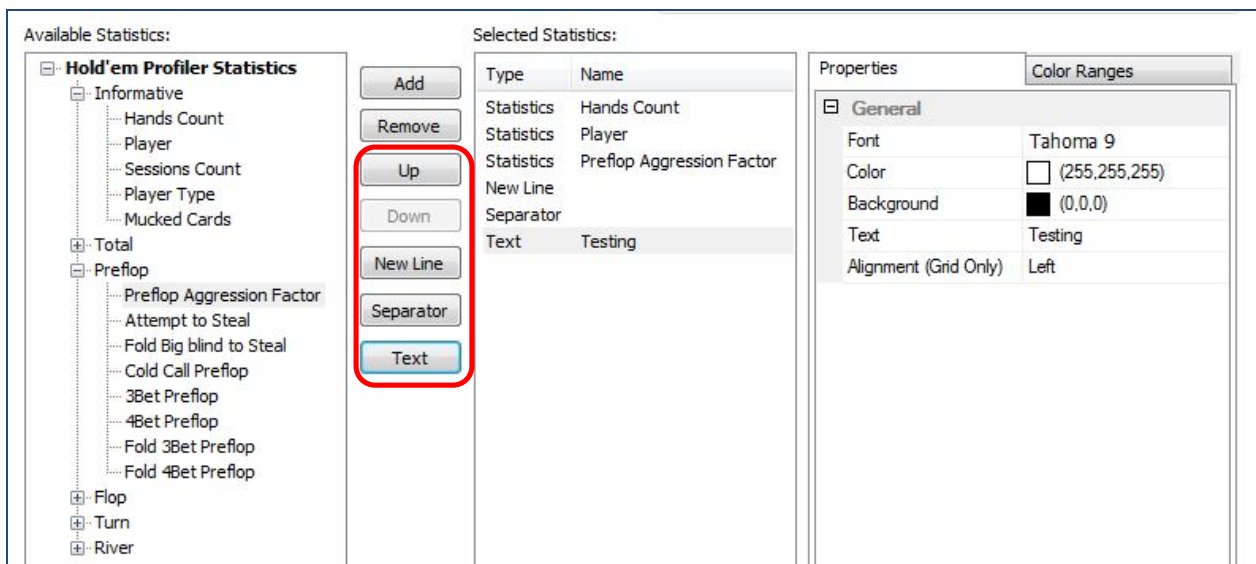 Available Statistics:
Hold'em Profiler Statistics
Informative
Hands Count
Player
Sessions Count
Player Type
Mucked Cards
Total
Preflop
Preflop Aggression Factor
Attempt to Steal
Fold Big blind to Steal
Cold Call Preflop
3Bet Preflop
4Bet Preflop
Fold 3Bet Preflop
Fold 4Bet Preflop
Flop
Turn
River
Add
Remove
Up
Down
New Line
Separator
Text
Selected Statistics:
Type Name
Statistics Hands Count
Statistics Player
Statistics Preflop Aggression Factor
New Line
Separator
Text Testing
Properties Color Ranges
General
Font Tahoma 9
Color (255,255,255)
Background (0,0,0)
Text Testing
Alignment (Grid Only) Left